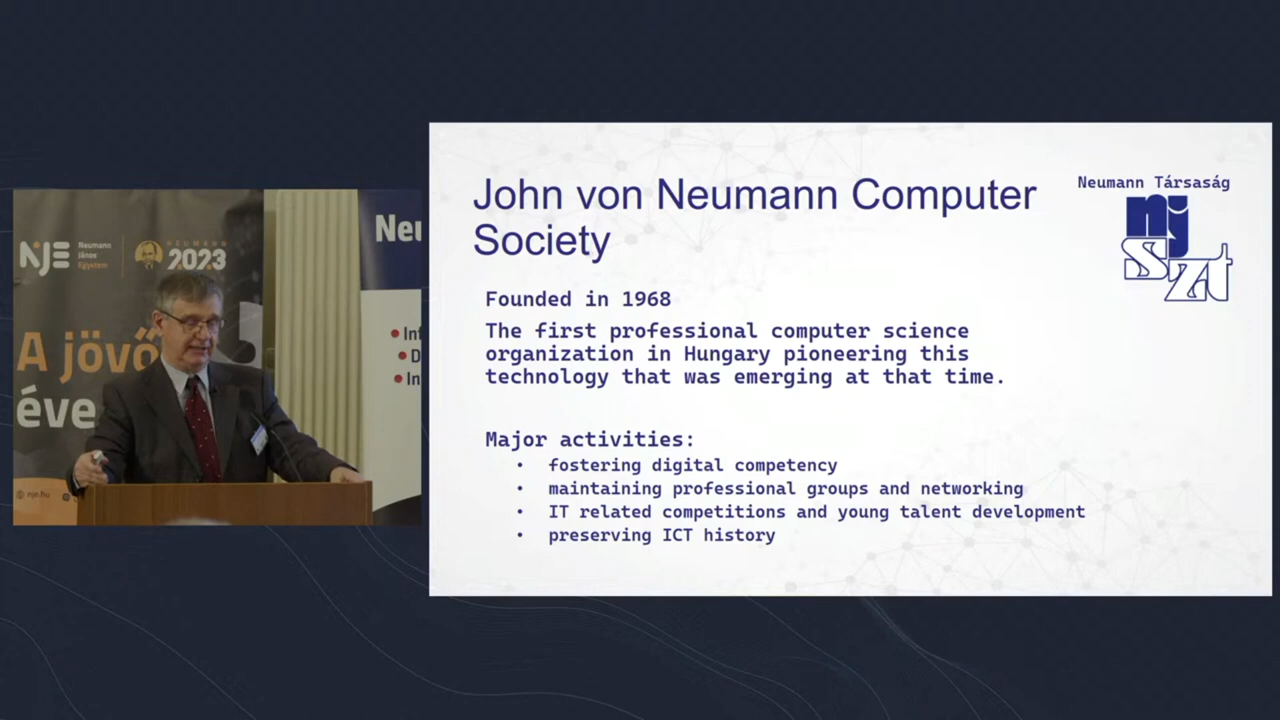 NJE
Neumann
János
Egyetem
NEUMANN
2023
A jövő
éve
nje.hu
Neu
Inf
D
In
John von Neumann Computer
Society
Neumann Társaság
nj
Szt
Founded in 1968
The first professional computer science
organization in Hungary pioneering this
technology that was emerging at that time.
Major activities:
• fostering digital competency
• maintaining professional groups and networking
• IT related competitions and young talent development
• preserving ICT history